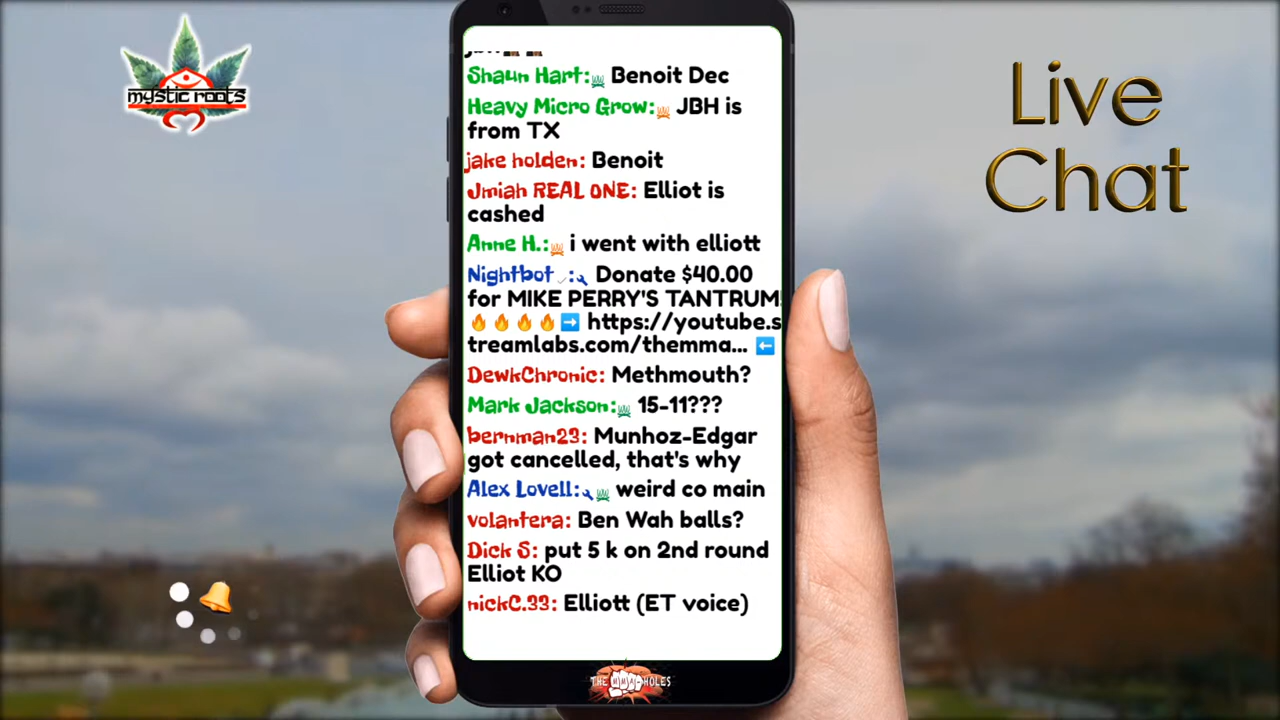 mystic roots
Live
Chat
Shaun Hart: Benoit Dec
Heavy Micro Grow: JBH is
from TX
jake holden: Benoit
Jmiah REAL ONE: Elliot is
cashed
Anne H.: i went with elliott
Nightbot : Donate $40.00
for MIKE PERRY'S TANTRUM!
🔥🔥🔥🔥➡️ https://youtube.s
treamlabs.com/themma... ⬅️
DewkChronic: Methmouth?
Mark Jackson: 15-11???
bernman23: Munhoz-Edgar
got cancelled, that's why
Alex Lovell: weird co main
volantera: Ben Wah balls?
Dick S: put 5 k on 2nd round
Elliot KO
nickC.33: Elliott (ET voice)
THE MMA-HOLES